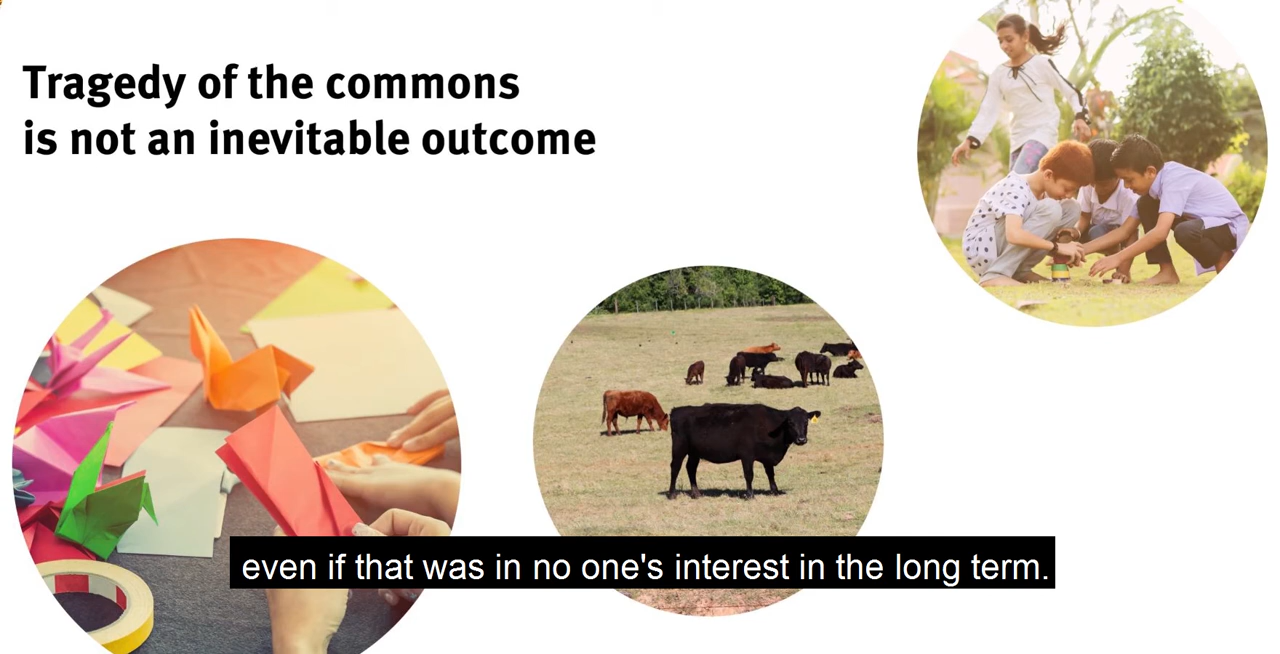 Tragedy of the commons
is not an inevitable outcome
even if that was in no one's interest in the long term.